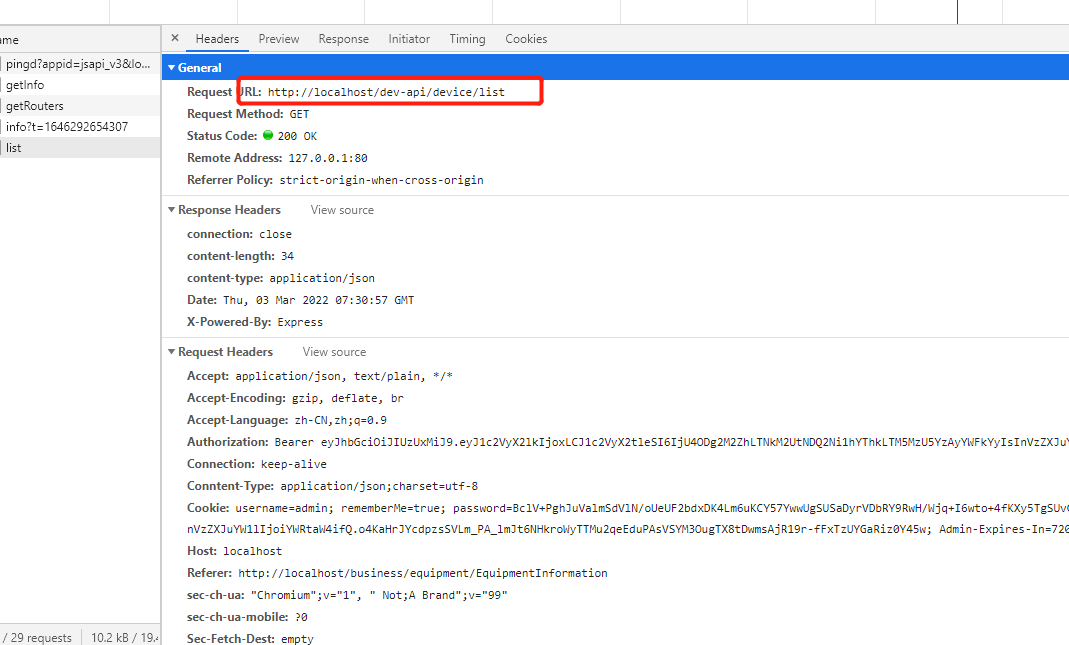 ame
Headers Preview Response Initiator Timing Cookies
pingd?appid=jsapi_v3&lo...
getInfo
getRouters
info?t=1646292654307
list
General
Request URL: http://localhost/dev-api/device/list
Request Method: GET
Status Code: 200 OK
Remote Address: 127.0.0.1:80
Referrer Policy: strict-origin-when-cross-origin
Response Headers View source
connection: close
content-length: 34
content-type: application/json
Date: Thu, 03 Mar 2022 07:30:57 GMT
X-Powered-By: Express
Request Headers View source
Accept: application/json, text/plain, */*
Accept-Encoding: gzip, deflate, br
Accept-Language: zh-CN,zh;q=0.9
Authorization: Bearer eyJhbGciOiJIUzUxMiJ9.eyJ1c2VyX2lkIjoxLCJ1c2VyX2tleSI6IjU4ODg2M2ZhLTNkM2UtNDQ2Ni1hYThkLTM5MzU5YzAyYWFkYyIsInVzZXJuY
Connection: keep-alive
Conntent-Type: application/json;charset=utf-8
Cookie: username=admin; rememberMe=true; password=BclV+PghJuValmSdVlN/oUeUF2bdxDK4Lm6uKCY57YwwUgSUSaDyrVDbRY9RwH/Wjq+I6wto+4fKXy5TgSUv
nVzZXJuYW1lIjoiYWRtaW4ifQ.o4KaHrJYcdpzsSVLm_PA_lmJt6NHkroWyTTMu2qeEduPAsVSYM3OugTX8tDwmsAjRl9r-fFxTzUYGaRiz0Y45w; Admin-Expires-In=720
Host: localhost
Referer: http://localhost/business/equipment/EquipmentInformation
sec-ch-ua: "Chromium";v="1", " Not;A Brand";v="99"
sec-ch-ua-mobile: ?0
Sec-Fetch-Dest: empty
/ 29 requests 10.2 kB / 19.4